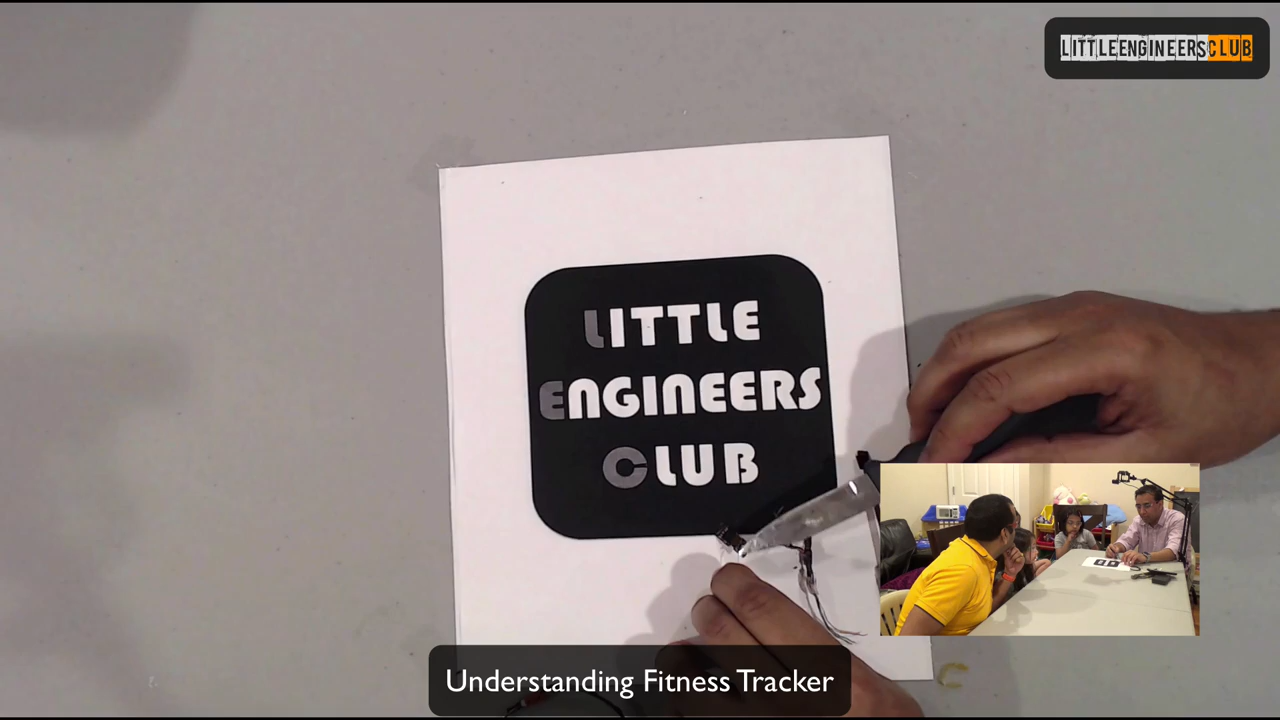 LITTLEENGINEERSCLUB
LITTLE
ENGINEERS
CLUB
Understanding Fitness Tracker